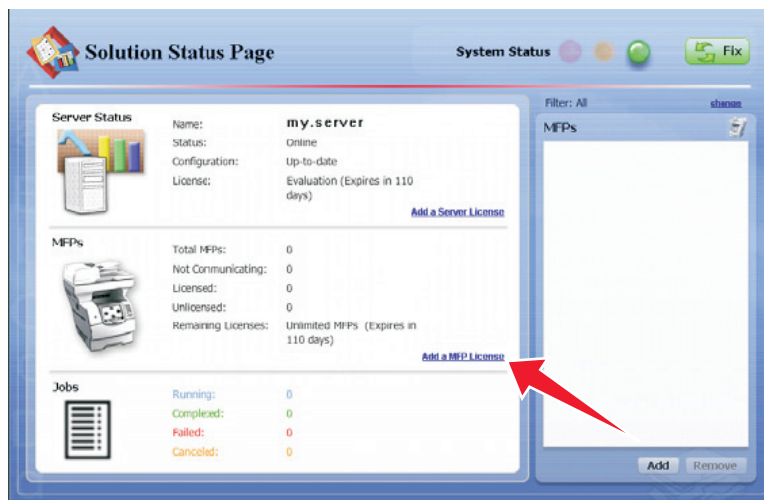 Solution Status Page
System Status
Fix
Filter: All
change
Server Status
Name: my.server
Status: Online
Configuration: Up-to-date
License: Evaluation (Expires in 110 days)
Add a Server License
MFPs
Total MFPs: 0
Not Communicating: 0
Licensed: 0
Unlicensed: 0
Remaining Licenses: Unlimited MFPs (Expires in 110 days)
Add a MFP License
Jobs
Running: 0
Completed: 0
Failed: 0
Canceled: 0
MFPs
Add
Remove